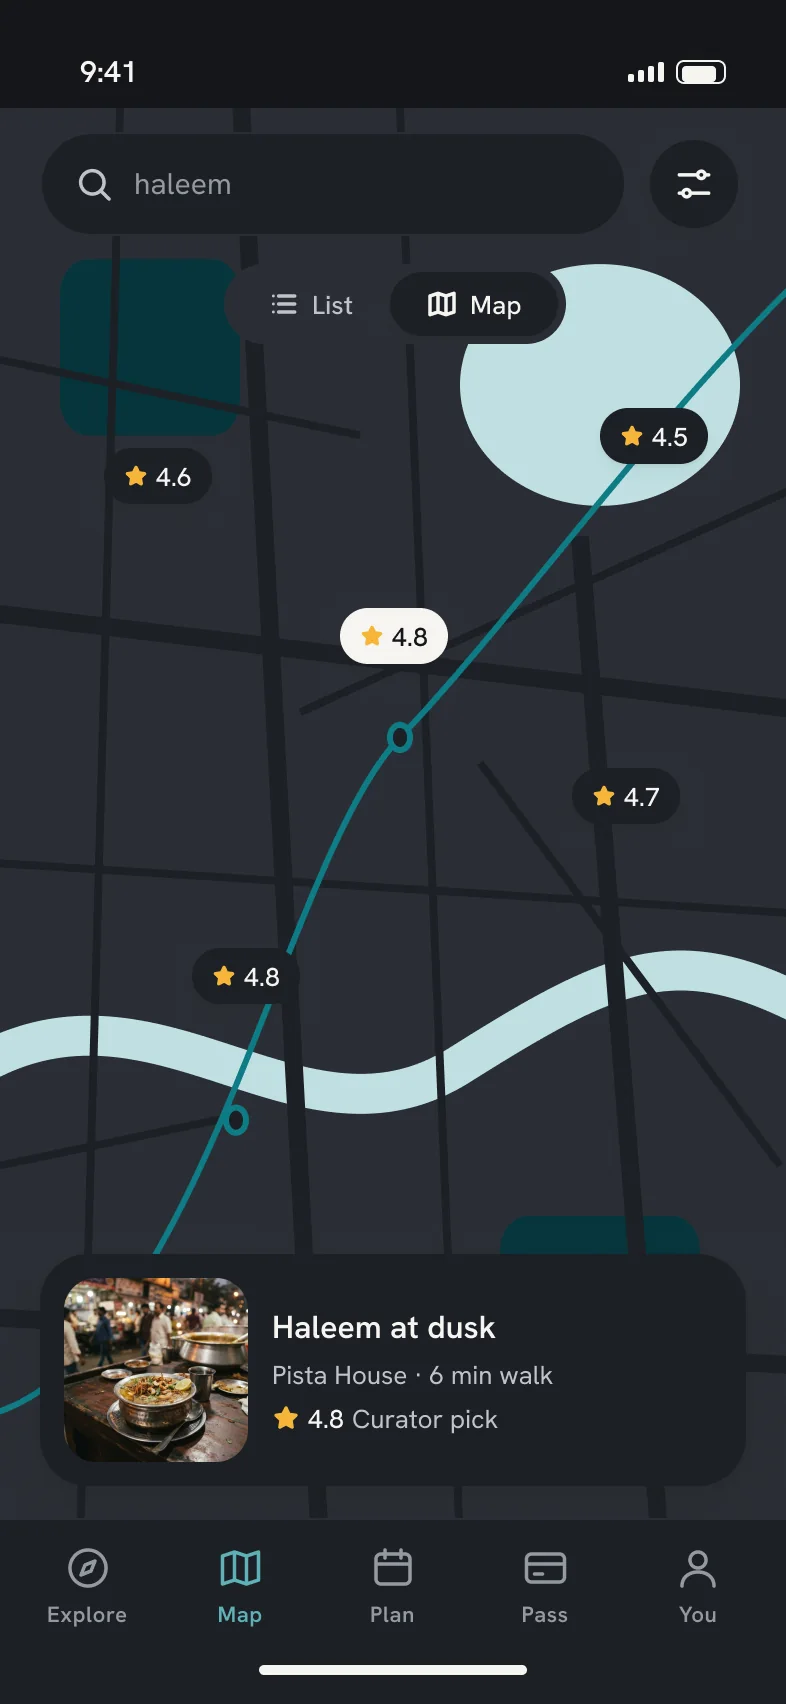 9:41
haleem
List
Map
4.5
4.6
4.8
4.7
4.8
Haleem at dusk
Pista House · 6 min walk
4.8 Curator pick
Explore
Map
Plan
Pass
You